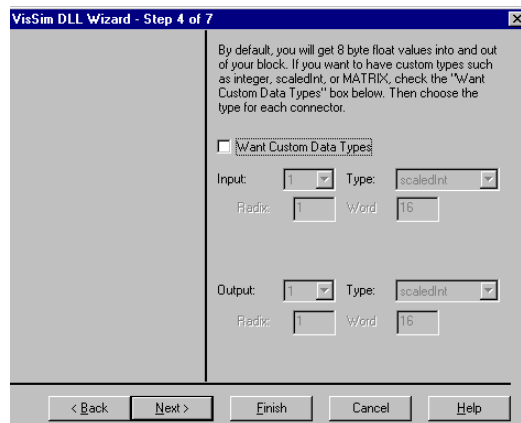 VisSim DLL Wizard - Step 4 of 7
By default, you will get 8 byte float values into and out
of your block. If you want to have custom types such
as integer, scaledInt, or MATRIX, check the "Want
Custom Data Types" box below. Then choose the
type for each connector.
Want Custom Data Types
Input: 1 Type: scaledInt
Radix: 1 Word 16
Output: 1 Type: scaledInt
Radix: 1 Word 16
< Back Next > Finish Cancel Help